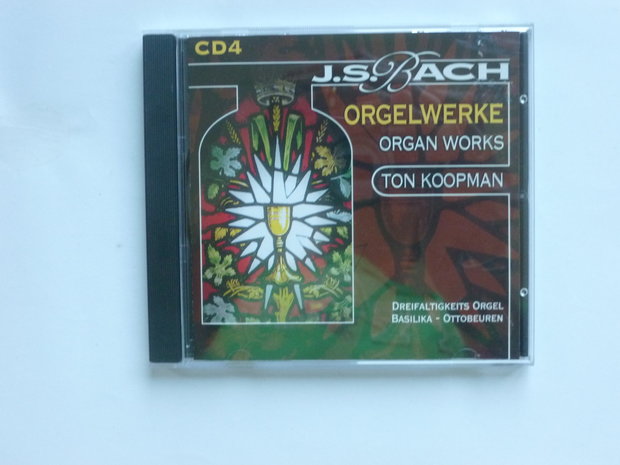 CD4
J.S. BACH
ORGELWERKE
ORGAN WORKS
TON KOOPMAN
DREIFALTIGKEITS ORGEL
BASILIKA - OTTOBEUREN